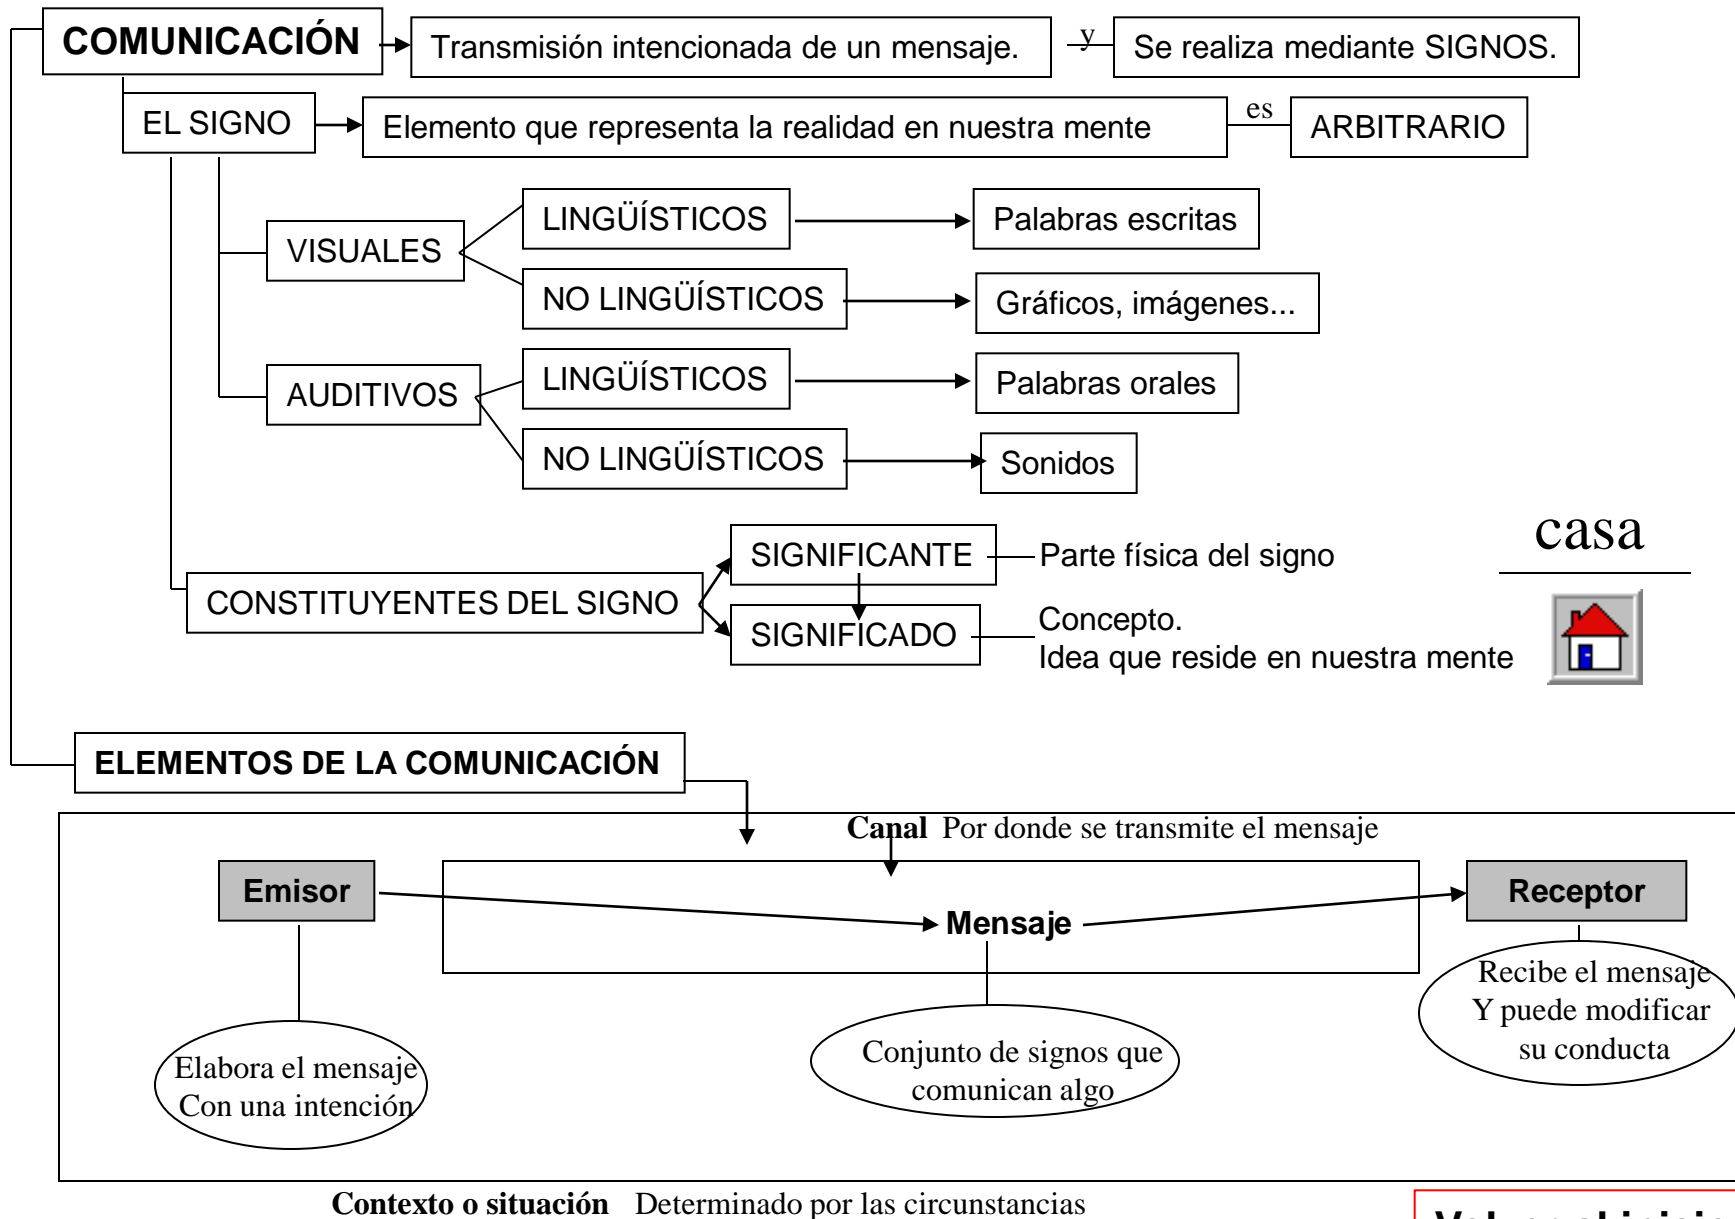 COMUNICACIÓN
Transmisión intencionada de un mensaje.
y
Se realiza mediante SIGNOS.
EL SIGNO
Elemento que representa la realidad en nuestra mente
es
ARBITRARIO
VISUALES
LINGÜÍSTICOS
Palabras escritas
NO LINGÜÍSTICOS
Gráficos, imágenes...
AUDITIVOS
LINGÜÍSTICOS
Palabras orales
NO LINGÜÍSTICOS
Sonidos
CONSTITUYENTES DEL SIGNO
SIGNIFICANTE
Parte física del signo
SIGNIFICADO
Concepto.
Idea que reside en nuestra mente
casa
ELEMENTOS DE LA COMUNICACIÓN
Canal Por donde se transmite el mensaje
Emisor
Mensaje
Receptor
Elabora el mensaje
Con una intención
Conjunto de signos que
comunican algo
Recibe el mensaje
Y puede modificar
su conducta
Contexto o situación Determinado por las circunstancias
Volver al inicio